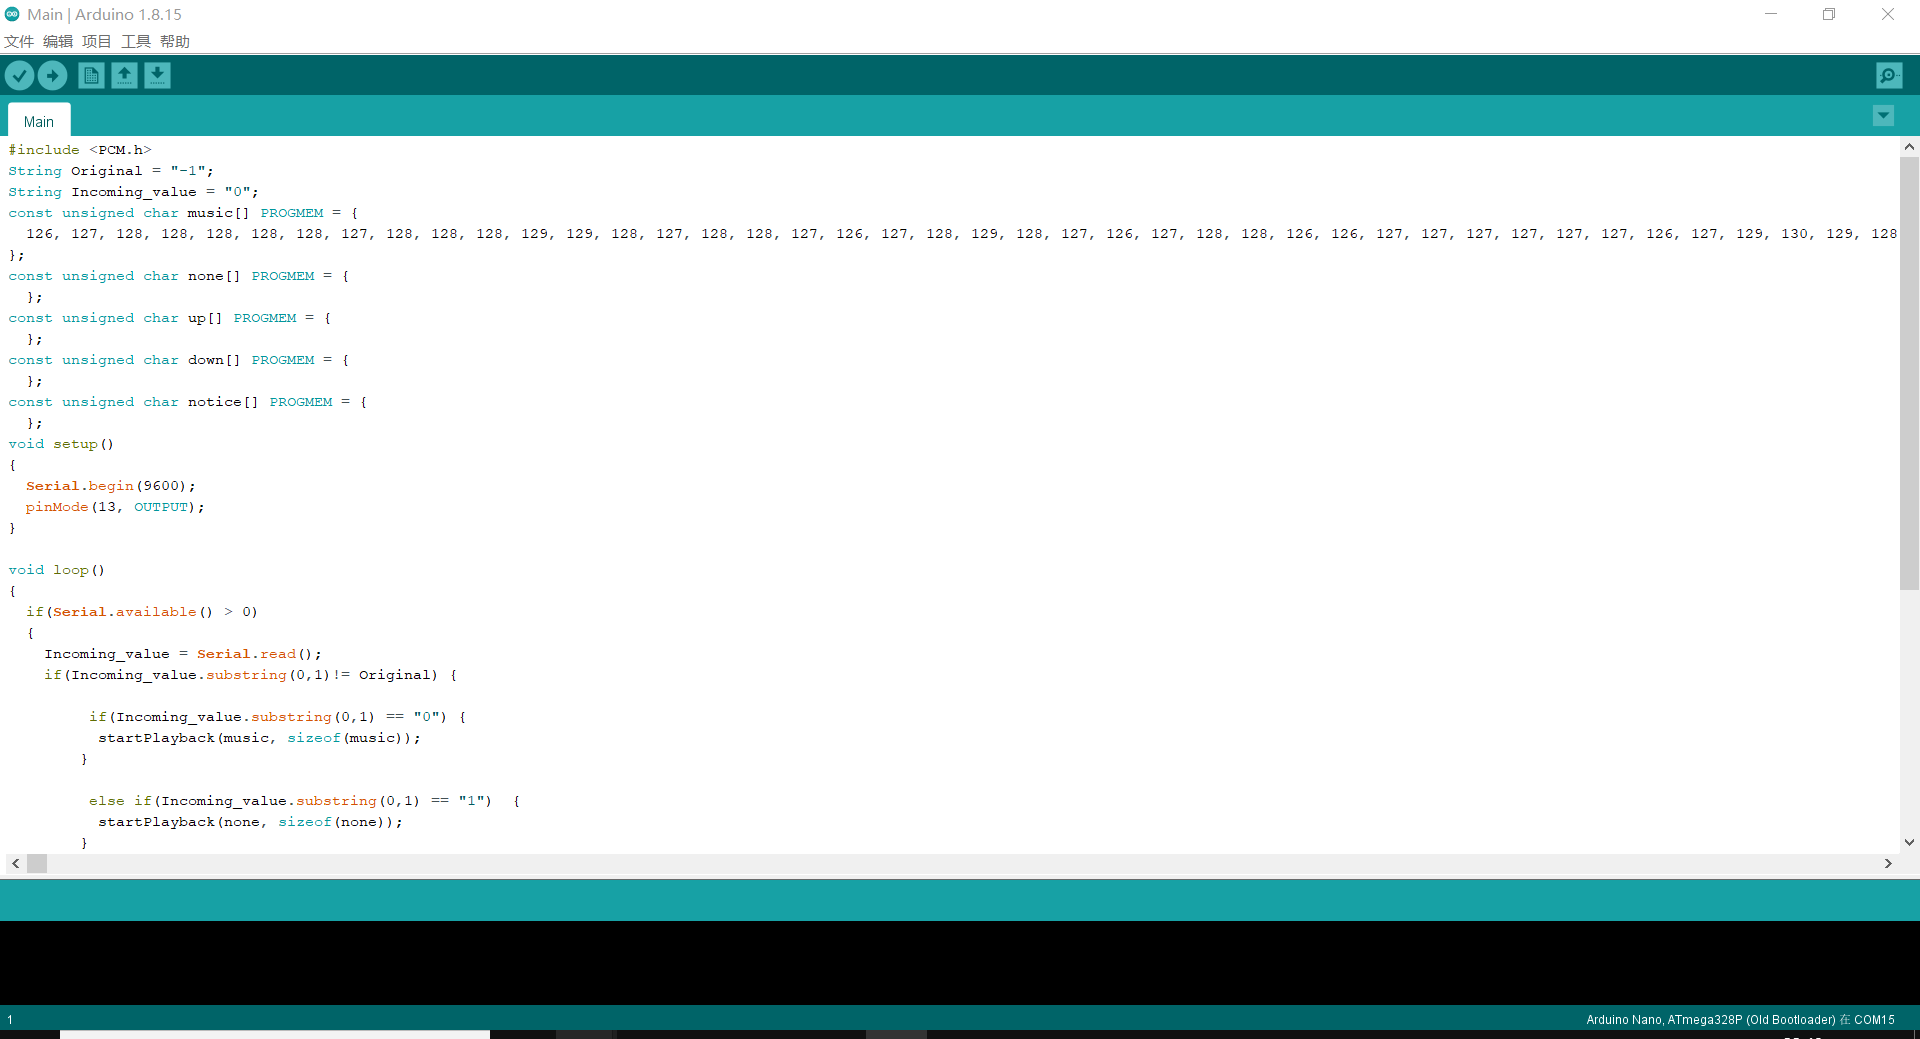 Main | Arduino 1.8.15
文件 编辑 项目 工具 帮助
Main
#include <PCM.h>
String Original = "-1";
String Incoming_value = "0";
const unsigned char music[] PROGMEM = {
126, 127, 128, 128, 128, 128, 128, 127, 128, 128, 128, 129, 129, 128, 127, 128, 128, 127, 126, 127, 128, 129, 128, 127, 126, 127, 128, 128, 126, 126, 127, 127, 127, 127, 127, 127, 126, 127, 129, 130, 129, 128
};
const unsigned char none[] PROGMEM = {
};
const unsigned char up[] PROGMEM = {
};
const unsigned char down[] PROGMEM = {
};
const unsigned char notice[] PROGMEM = {
};
void setup()
{
Serial.begin(9600);
pinMode(13, OUTPUT);
}
void loop()
{
if(Serial.available() > 0)
{
Incoming_value = Serial.read();
if(Incoming_value.substring(0,1)!= Original) {
if(Incoming_value.substring(0,1) == "0") {
startPlayback(music, sizeof(music));
}
else if(Incoming_value.substring(0,1) == "1")  {
startPlayback(none, sizeof(none));
}
1
Arduino Nano, ATmega328P (Old Bootloader) 在 COM15